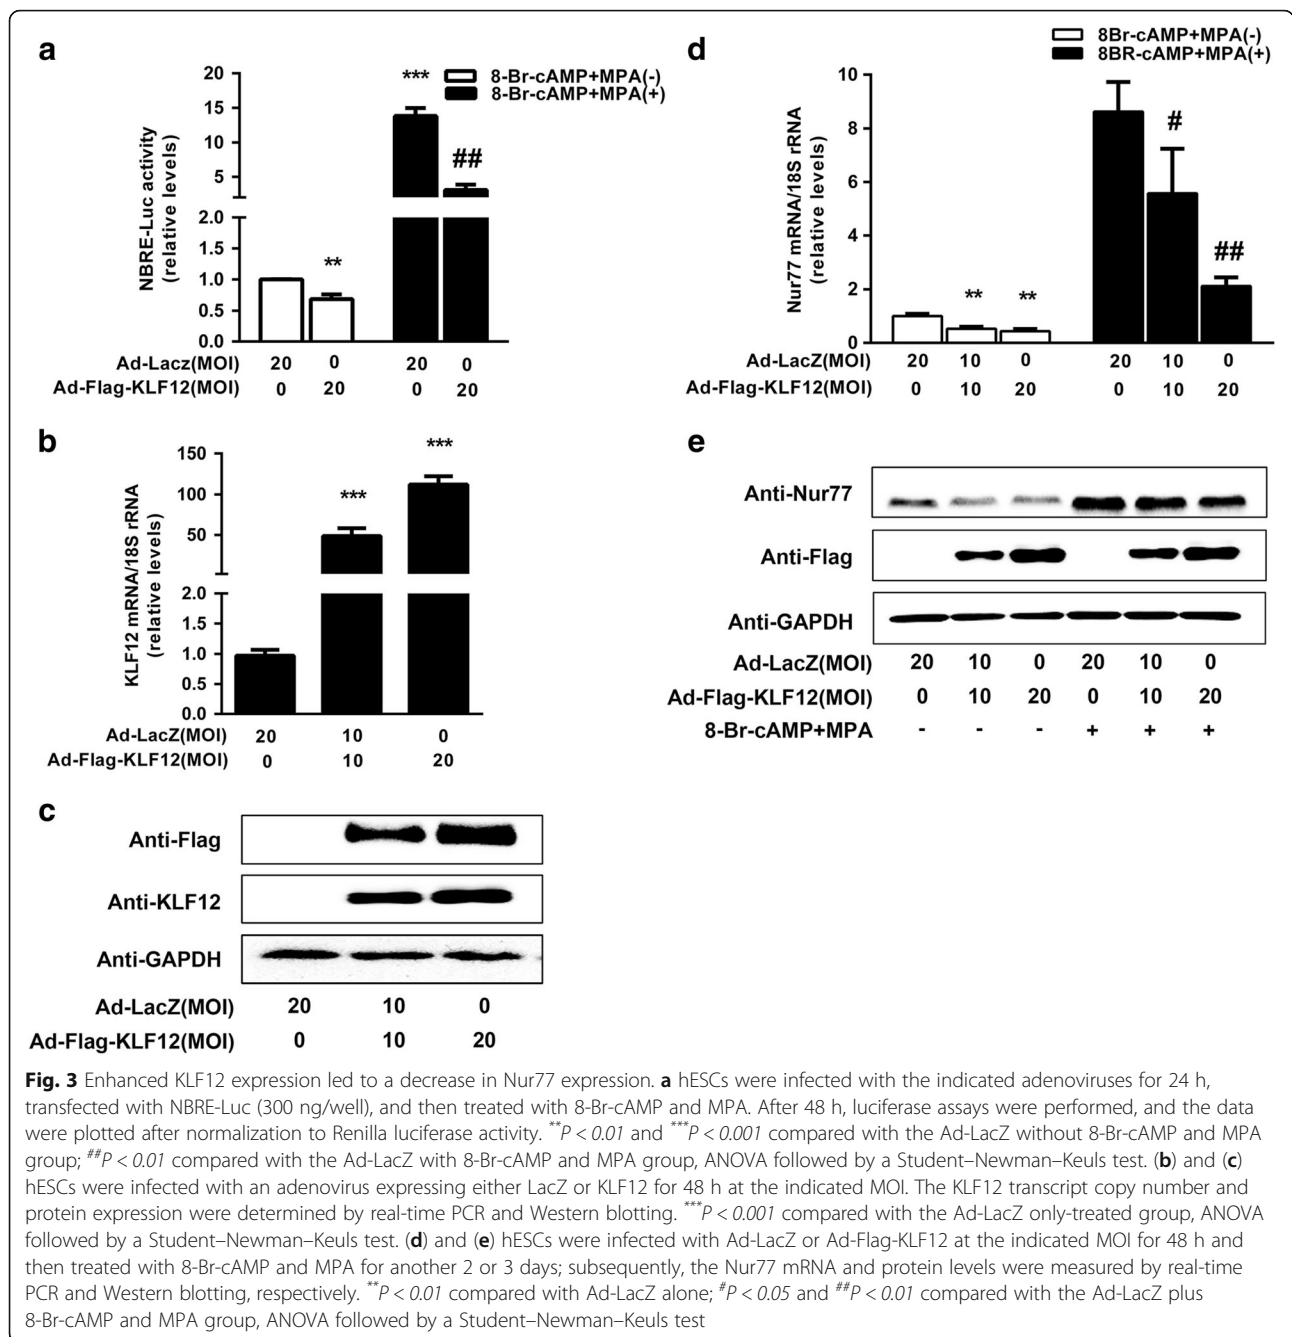 a
20
15
10
5
2.0
1.5
1.0
0.5
0.0
NBRE-Luc activity
(relative levels)
***
##
**
8-Br-cAMP+MPA(-)
8-Br-cAMP+MPA(+)
Ad-Lacz(MOI) 20 0 20 0
Ad-Flag-KLF12(MOI) 0 20 0 20
b
150
100
50
2.0
1.5
1.0
0.5
0.0
KLF12 mRNA/18S rRNA
(relative levels)
***
***
Ad-LacZ(MOI) 20 10 0
Ad-Flag-KLF12(MOI) 0 10 20
c
Anti-Flag
Anti-KLF12
Anti-GAPDH
Ad-LacZ(MOI) 20 10 0
Ad-Flag-KLF12(MOI) 0 10 20
d
8Br-cAMP+MPA(-)
8BR-cAMP+MPA(+)
10
8
6
4
2
0
Nur77 mRNA/18S rRNA
(relative levels)
#
##
**
**
Ad-LacZ(MOI) 20 10 0 20 10 0
Ad-Flag-KLF12(MOI) 0 10 20 0 10 20
e
Anti-Nur77
Anti-Flag
Anti-GAPDH
Ad-LacZ(MOI) 20 10 0 20 10 0
Ad-Flag-KLF12(MOI) 0 10 20 0 10 20
8-Br-cAMP+MPA - - - + + +
Fig. 3 Enhanced KLF12 expression led to a decrease in Nur77 expression. a hESCs were infected with the indicated adenoviruses for 24 h,
transfected with NBRE-Luc (300 ng/well), and then treated with 8-Br-cAMP and MPA. After 48 h, luciferase assays were performed, and the data
were plotted after normalization to Renilla luciferase activity. **P < 0.01 and ***P < 0.001 compared with the Ad-LacZ without 8-Br-cAMP and MPA
group; ##P < 0.01 compared with the Ad-LacZ with 8-Br-cAMP and MPA group, ANOVA followed by a Student–Newman–Keuls test. (b) and (c)
hESCs were infected with an adenovirus expressing either LacZ or KLF12 for 48 h at the indicated MOI. The KLF12 transcript copy number and
protein expression were determined by real-time PCR and Western blotting. ***P < 0.001 compared with the Ad-LacZ only-treated group, ANOVA
followed by a Student–Newman–Keuls test. (d) and (e) hESCs were infected with Ad-LacZ or Ad-Flag-KLF12 at the indicated MOI for 48 h and
then treated with 8-Br-cAMP and MPA for another 2 or 3 days; subsequently, the Nur77 mRNA and protein levels were measured by real-time
PCR and Western blotting, respectively. **P < 0.01 compared with Ad-LacZ alone; #P < 0.05 and ##P < 0.01 compared with the Ad-LacZ plus
8-Br-cAMP and MPA group, ANOVA followed by a Student–Newman–Keuls test